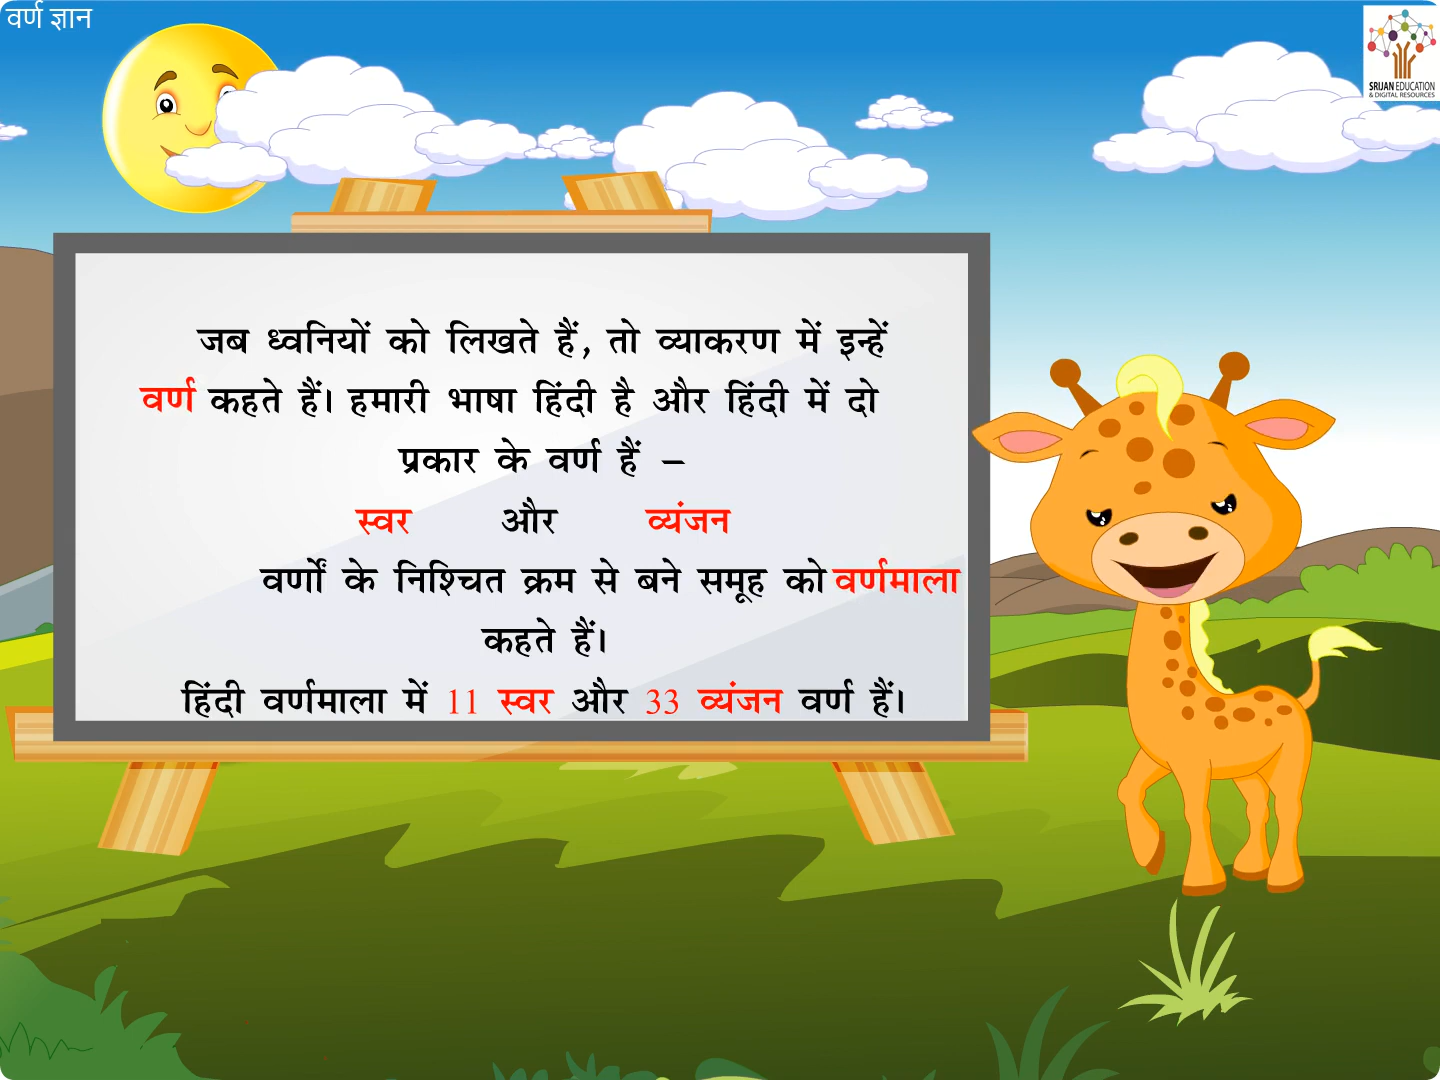 वर्ण ज्ञान
SRIJAN EDUCATION
& DIGITAL RESOURCES
जब ध्वनियों को लिखते हैं, तो व्याकरण में इन्हें
वर्ण कहते हैं। हमारी भाषा हिंदी है और हिंदी में दो
प्रकार के वर्ण हैं –
स्वर और व्यंजन
वर्णों के निश्चित क्रम से बने समूह को वर्णमाला
कहते हैं।
हिंदी वर्णमाला में 11 स्वर और 33 व्यंजन वर्ण हैं।